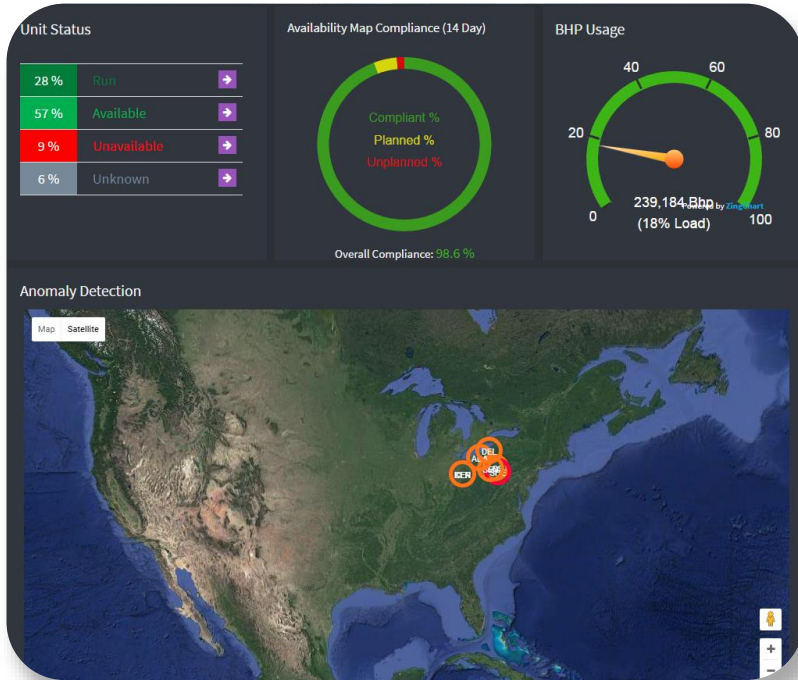 Unit Status
28 % Run
57 % Available
9 % Unavailable
6 % Unknown
Availability Map Compliance (14 Day)
Compliant %
Planned %
Unplanned %
Overall Compliance: 98.6 %
BHP Usage
0
20
40
60
80
100
239,184 Bhp
Powered by ZingChart
(18% Load)
Anomaly Detection
Map Satellite
DEL